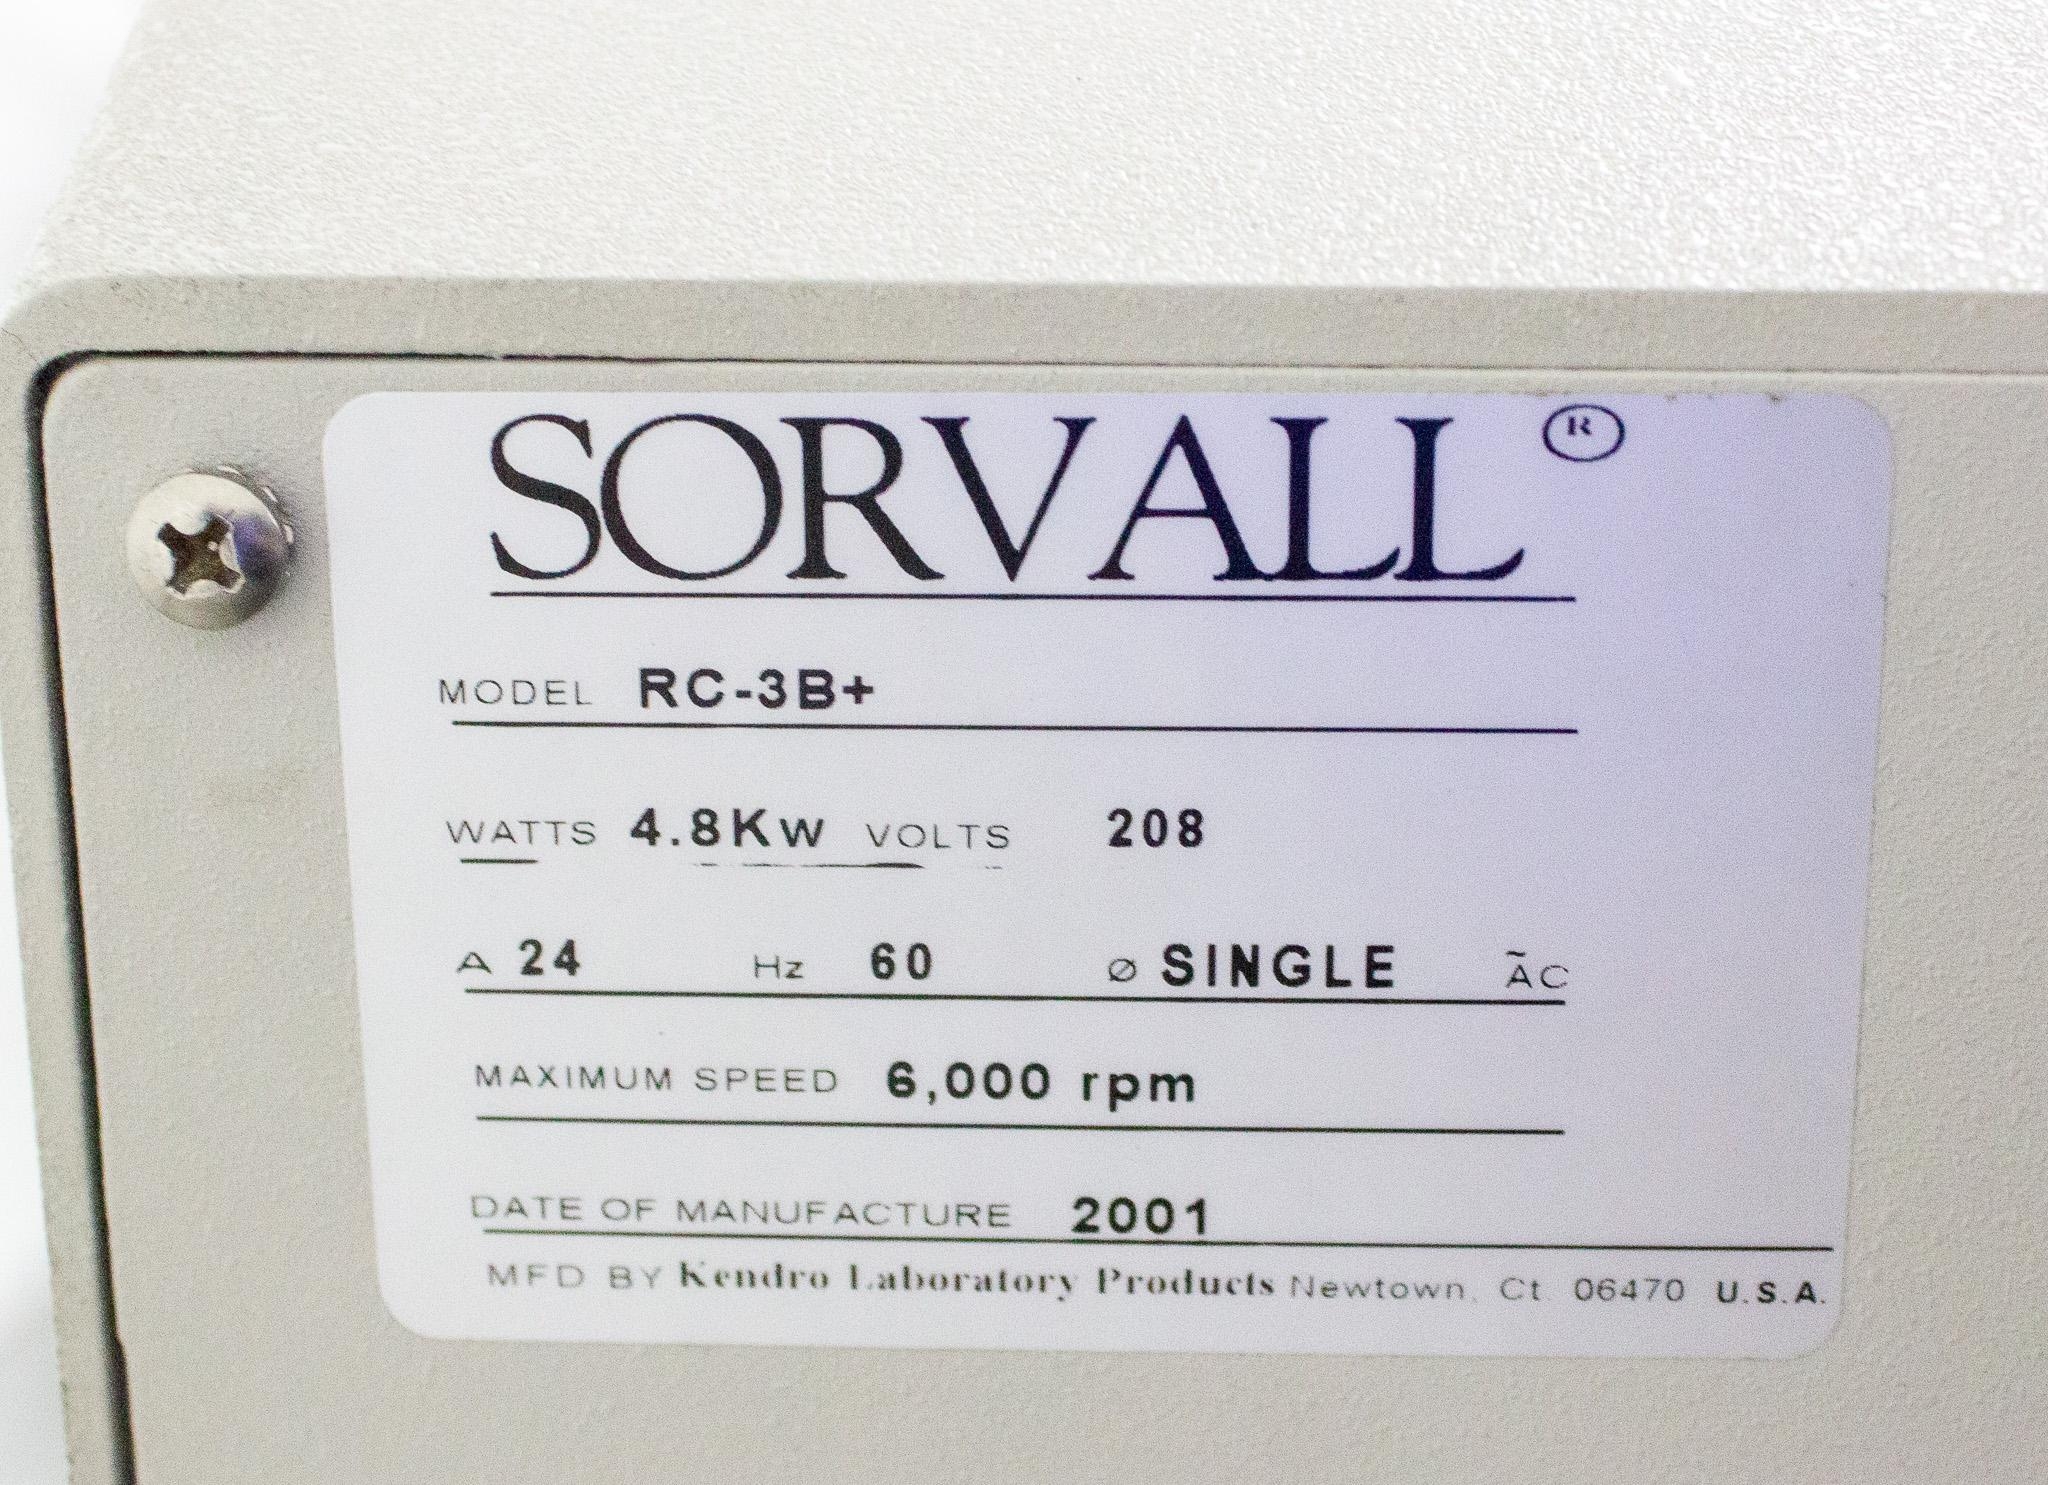 SORVALL ®
MODEL RC-3B+
WATTS 4.8Kw VOLTS 208
A 24 Hz 60 ø SINGLE ÃC
MAXIMUM SPEED 6,000 rpm
DATE OF MANUFACTURE 2001
MFD BY Kendro Laboratory Products Newtown, Ct. 06470 U.S.A.